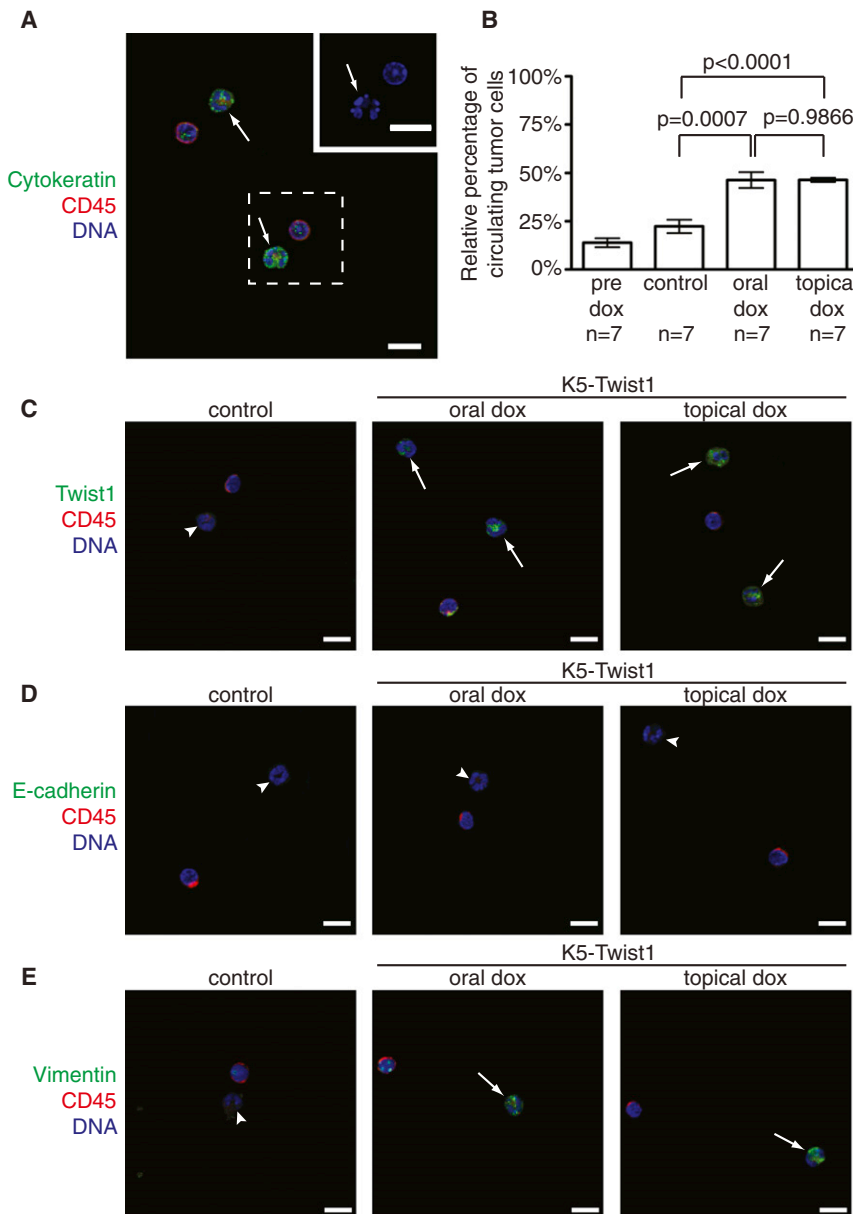 A
Cytokeratin
CD45
DNA
B
Relative percentage of
circulating tumor cells
100%
75%
50%
25%
0%
p<0.0001
p=0.0007
p=0.9866
pre
dox
n=7
control
n=7
oral
dox
n=7
topical
dox
n=7
K5-Twist1
C
control
oral dox
topical dox
Twist1
CD45
DNA
K5-Twist1
D
control
oral dox
topical dox
E-cadherin
CD45
DNA
K5-Twist1
E
control
oral dox
topical dox
Vimentin
CD45
DNA